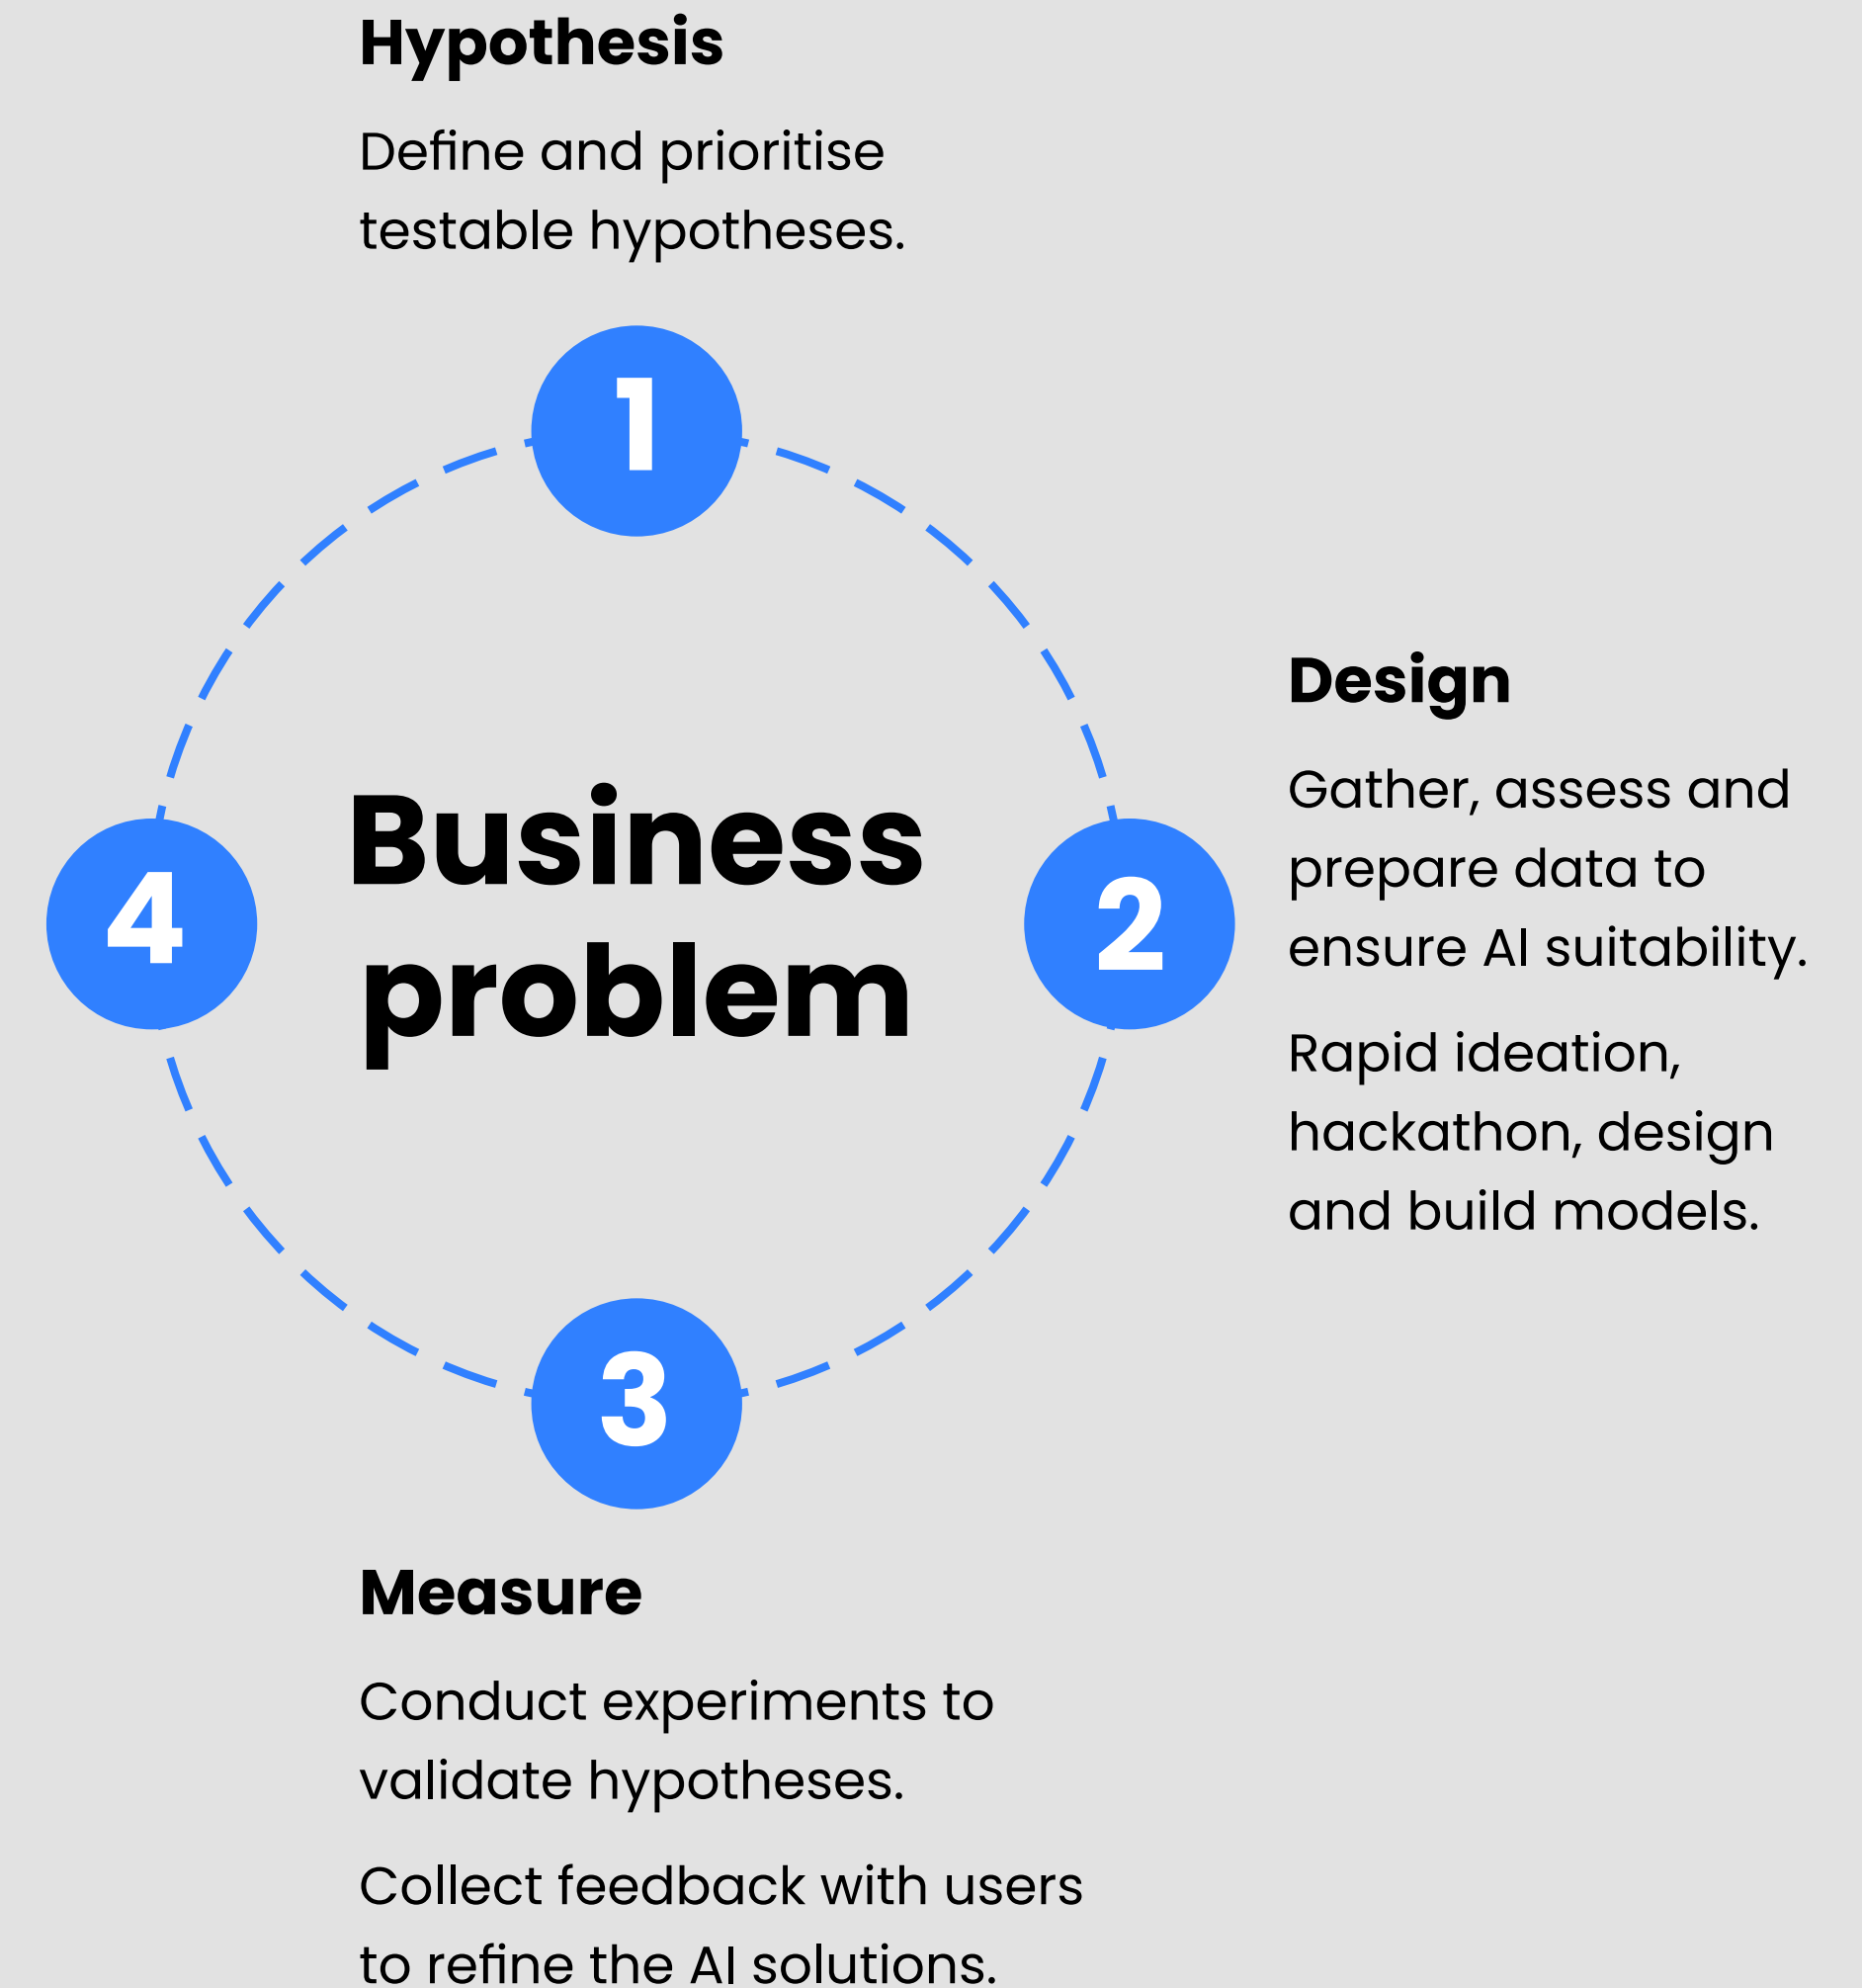 Hypothesis
Define and prioritise
testable hypotheses.
1
Design
Gather, assess and
prepare data to
ensure AI suitability.
Rapid ideation,
hackathon, design
and build models.
Business
problem
4
2
3
Measure
Conduct experiments to
validate hypotheses.
Collect feedback with users
to refine the AI solutions.